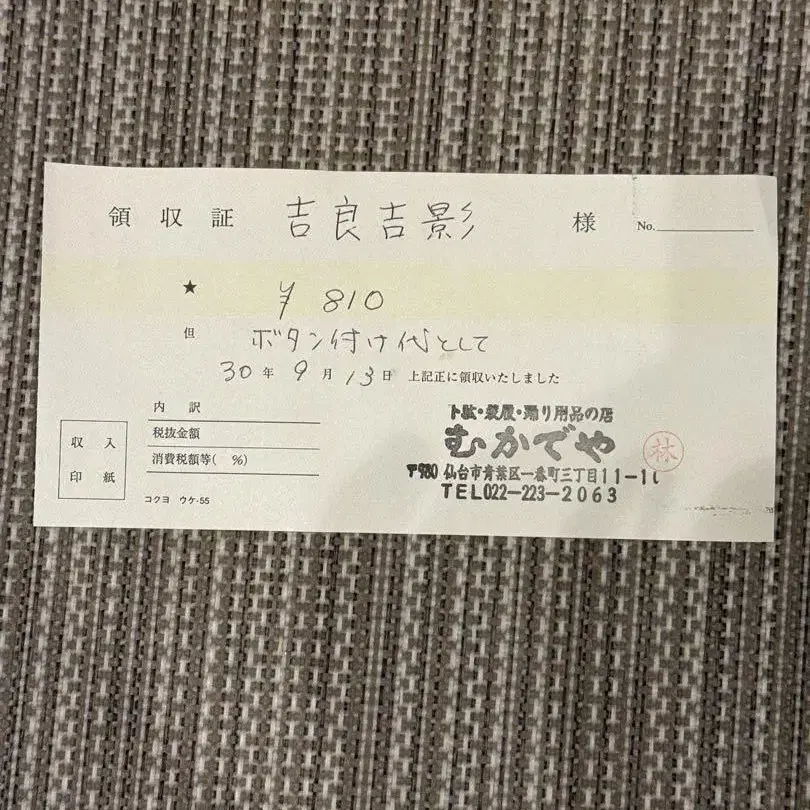 領収証 吉良吉影 様 No.
★ ¥ 810
但 ボタン付け代として
30年 9月 13日 上記正に領収いたしました
内訳
税抜金額
消費税額等( %)
収入
印紙
コクヨ ウケ-55
・履・踊り用品の店
むかでや
林
〒980 仙台市青葉区一番町三丁目11-1
TEL022-223-2063